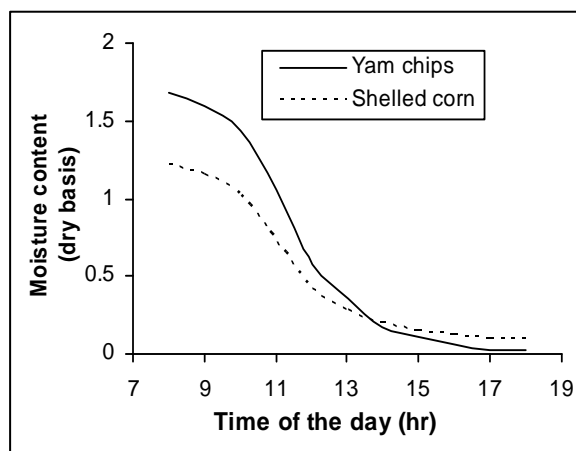 2
Yam chips
Shelled corn
1.5
1
0.5
0
Moisture content
(dry basis)
7 9 11 13 15 17 19
Time of the day (hr)